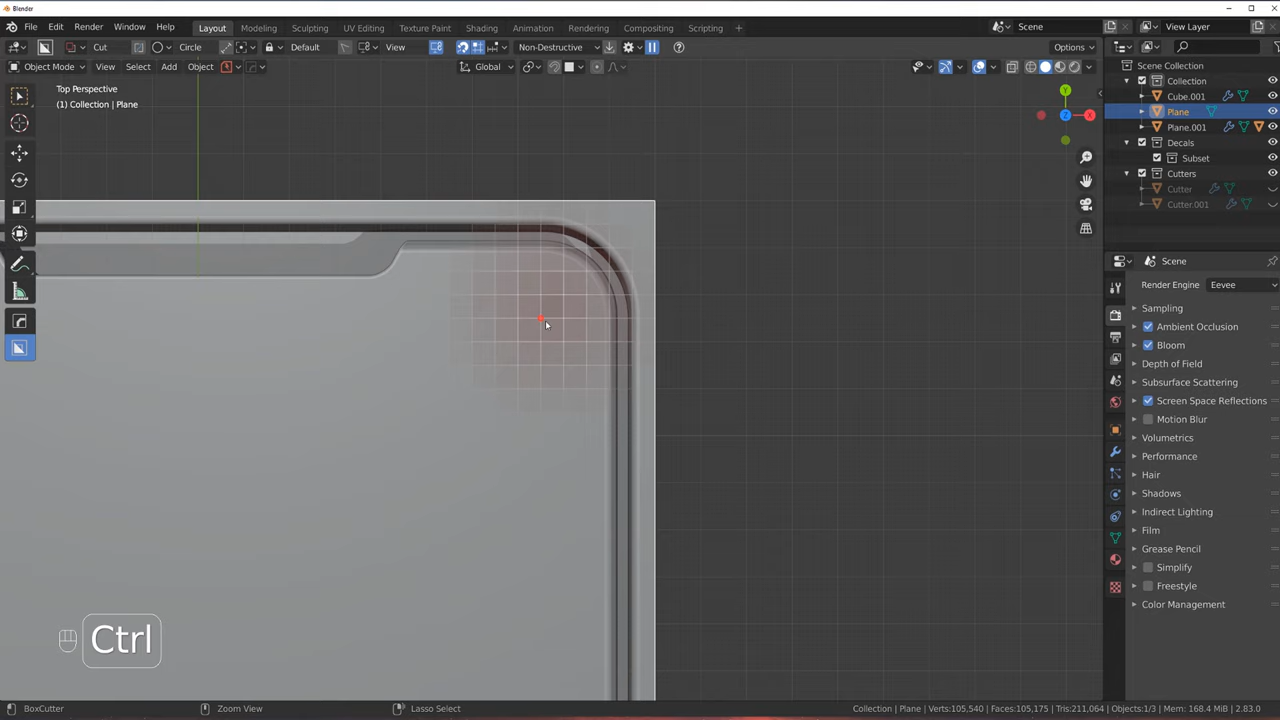 Blender
File Edit Render Window Help Layout Modeling Sculpting UV Editing Texture Paint Shading Animation Rendering Compositing Scripting Scene View Layer
Cut Circle Default View Non-Destructive Options
Object Mode View Select Add Object Global
Top Perspective
(1) Collection | Plane
Y
X
Z
Scene Collection
Collection
Cube.001
Plane
Plane.001
Decals
Subset
Cutters
Cutter
Cutter.001
Scene
Render Engine Eevee
Sampling
Ambient Occlusion
Bloom
Depth of Field
Subsurface Scattering
Screen Space Reflections
Motion Blur
Volumetrics
Performance
Hair
Shadows
Indirect Lighting
Film
Grease Pencil
Simplify
Freestyle
Color Management
Ctrl
BoxCutter Zoom View Lasso Select Collection | Plane | Verts:105,540 | Faces:105,175 | Tris:211,064 | Objects:1/3 | Mem: 168.4 MiB | 2.83.0